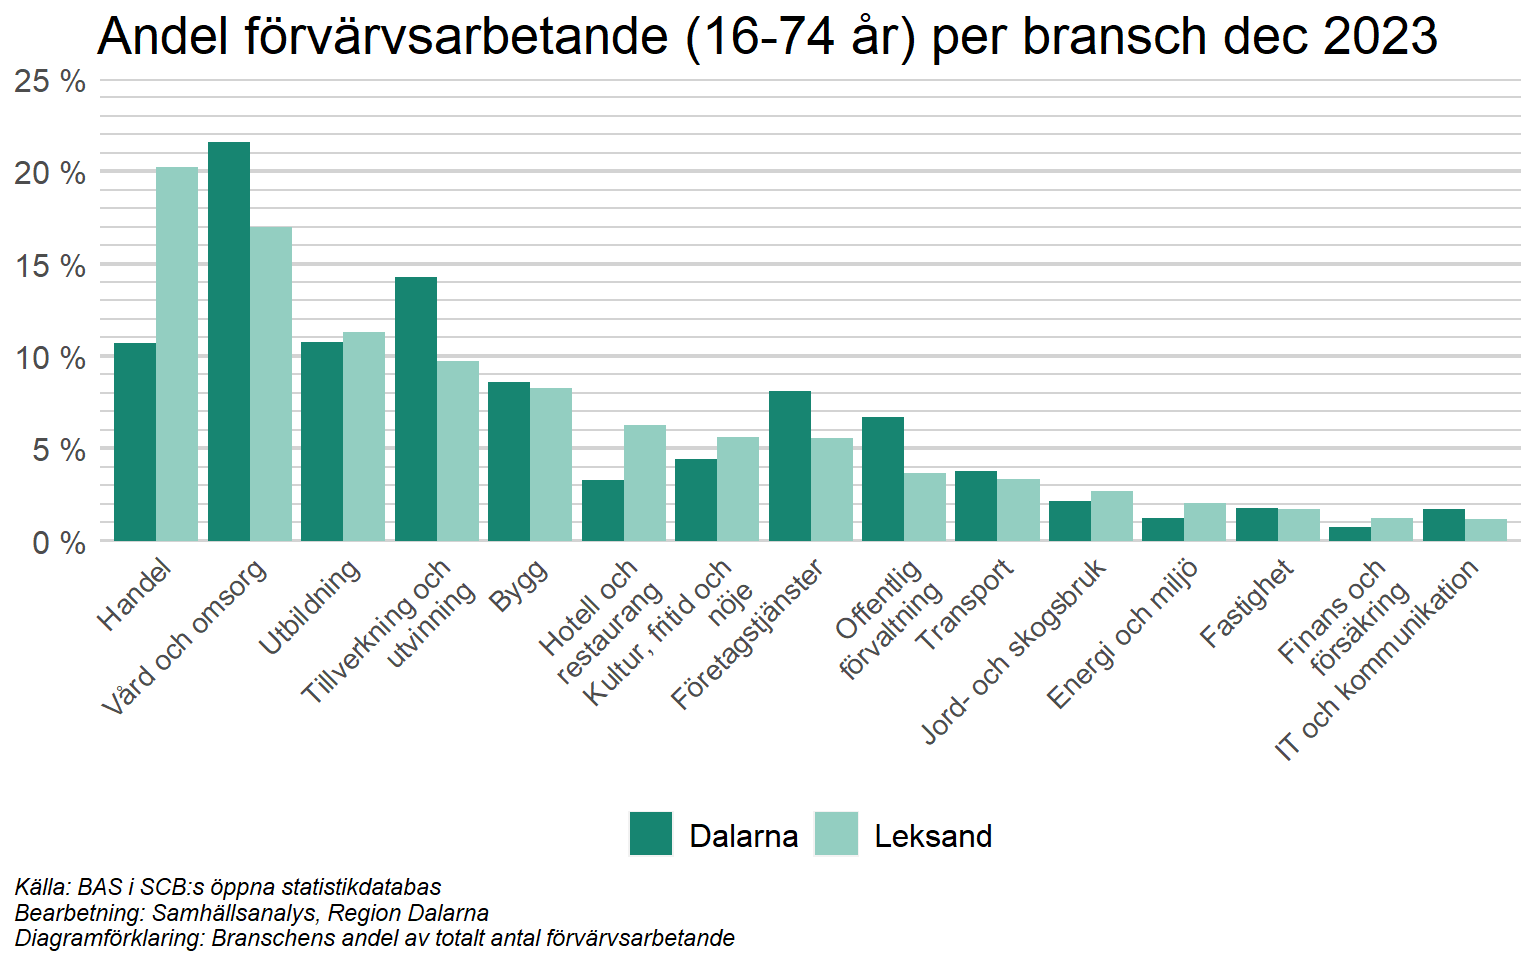 Andel förvärvsarbetande (16-74 år) per bransch dec 2023
25 %
20 %
15 %
10 %
5 %
0 %
Handel
Vård och omsorg
Utbildning
Tillverkning och
utvinning
Bygg
Hotell och
restaurang
Kultur, fritid och
nöje
Företagstjänster
Offentlig
förvaltning
Transport
Jord- och skogsbruk
Energi och miljö
Fastighet
Finans och
försäkring
IT och kommunikation
Dalarna
Leksand
Källa: BAS i SCB:s öppna statistikdatabas
Bearbetning: Samhällsanalys, Region Dalarna
Diagramförklaring: Branschens andel av totalt antal förvärvsarbetande